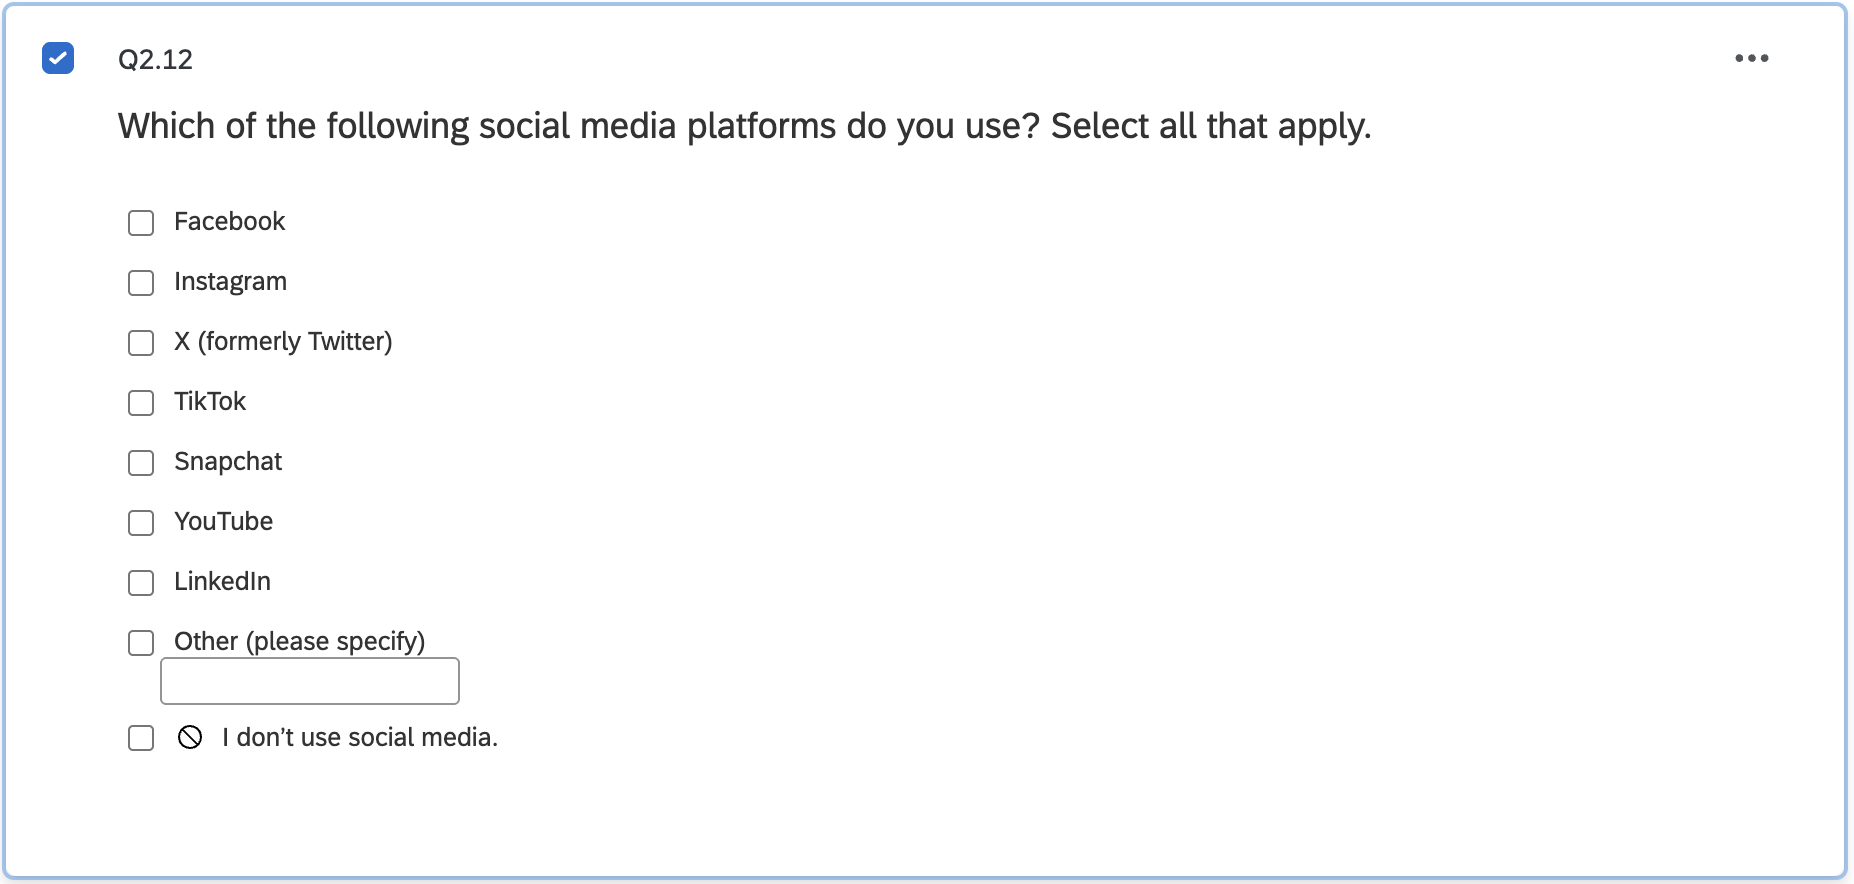 Q2.12
Which of the following social media platforms do you use? Select all that apply.
Facebook
Instagram
X (formerly Twitter)
TikTok
Snapchat
YouTube
LinkedIn
Other (please specify)
I don’t use social media.